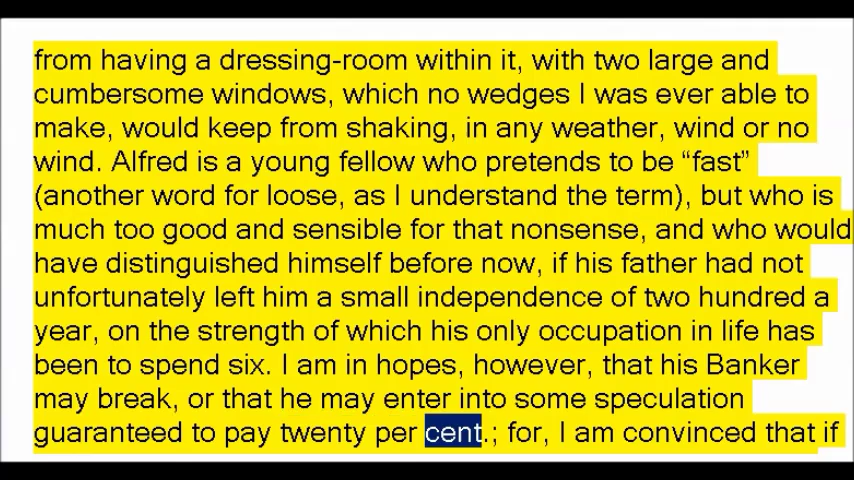 from having a dressing-room within it, with two large and
cumbersome windows, which no wedges I was ever able to
make, would keep from shaking, in any weather, wind or no
wind. Alfred is a young fellow who pretends to be “fast”
(another word for loose, as I understand the term), but who is
much too good and sensible for that nonsense, and who would
have distinguished himself before now, if his father had not
unfortunately left him a small independence of two hundred a
year, on the strength of which his only occupation in life has
been to spend six. I am in hopes, however, that his Banker
may break, or that he may enter into some speculation
guaranteed to pay twenty per cent.; for, I am convinced that if